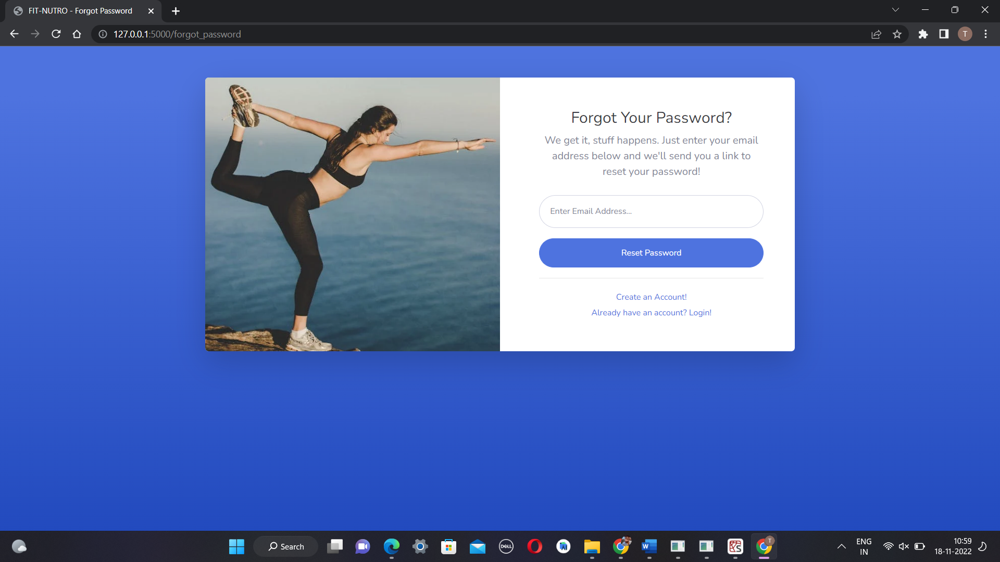 FIT-NUTRO - Forgot Password
127.0.0.1:5000/forgot_password
T
Forgot Your Password?
We get it, stuff happens. Just enter your email
address below and we'll send you a link to
reset your password!
Enter Email Address...
Reset Password
Create an Account!
Already have an account? Login!
Search
DELL
W
T
ENG
IN
10:59
18-11-2022